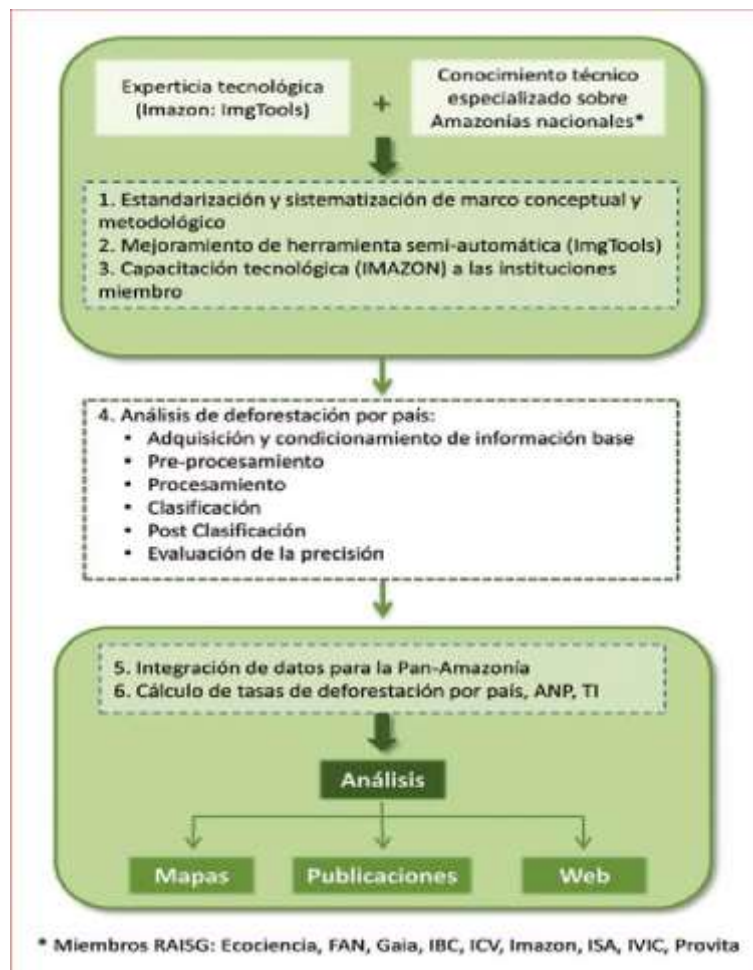 Experticia tecnológica
(Imazon: ImgTools)
+
Conocimiento técnico
especializado sobre
Amazonías nacionales*
1. Estandarización y sistematización de marco conceptual y
metodológico
2. Mejoramiento de herramienta semi-automática (ImgTools)
3. Capacitación tecnológica (IMAZON) a las instituciones
miembro
4. Análisis de deforestación por país:
• Adquisición y condicionamiento de información base
• Pre-procesamiento
• Procesamiento
• Clasificación
• Post Clasificación
• Evaluación de la precisión
5. Integración de datos para la Pan-Amazonía
6. Cálculo de tasas de deforestación por país, ANP, TI
Análisis
Mapas
Publicaciones
Web
* Miembros RAISG: Ecociencia, FAN, Gaia, IBC, ICV, Imazon, ISA, IVIC, Provita